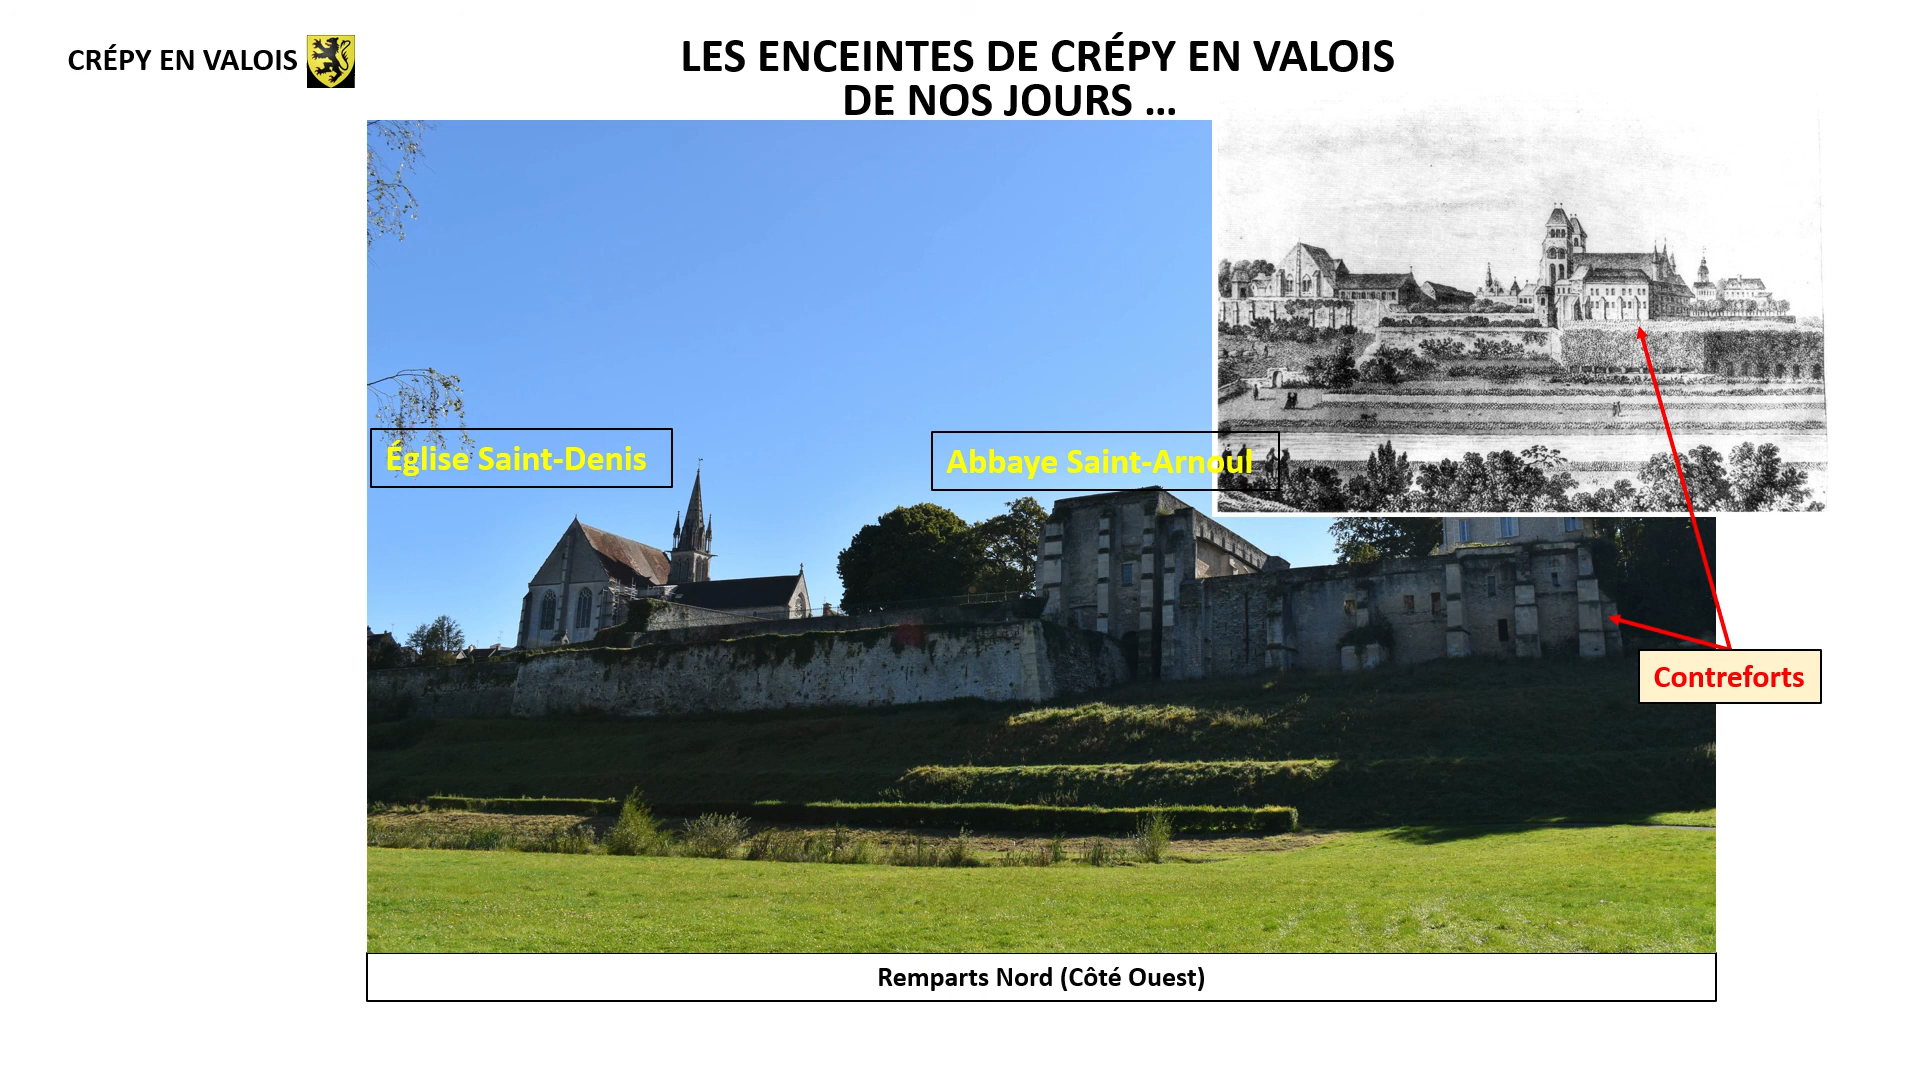 CRÉPY EN VALOIS
LES ENCEINTES DE CRÉPY EN VALOIS
DE NOS JOURS ...
Église Saint-Denis
Abbaye Saint-Arnoul
Contreforts
Remparts Nord (Côté Ouest)